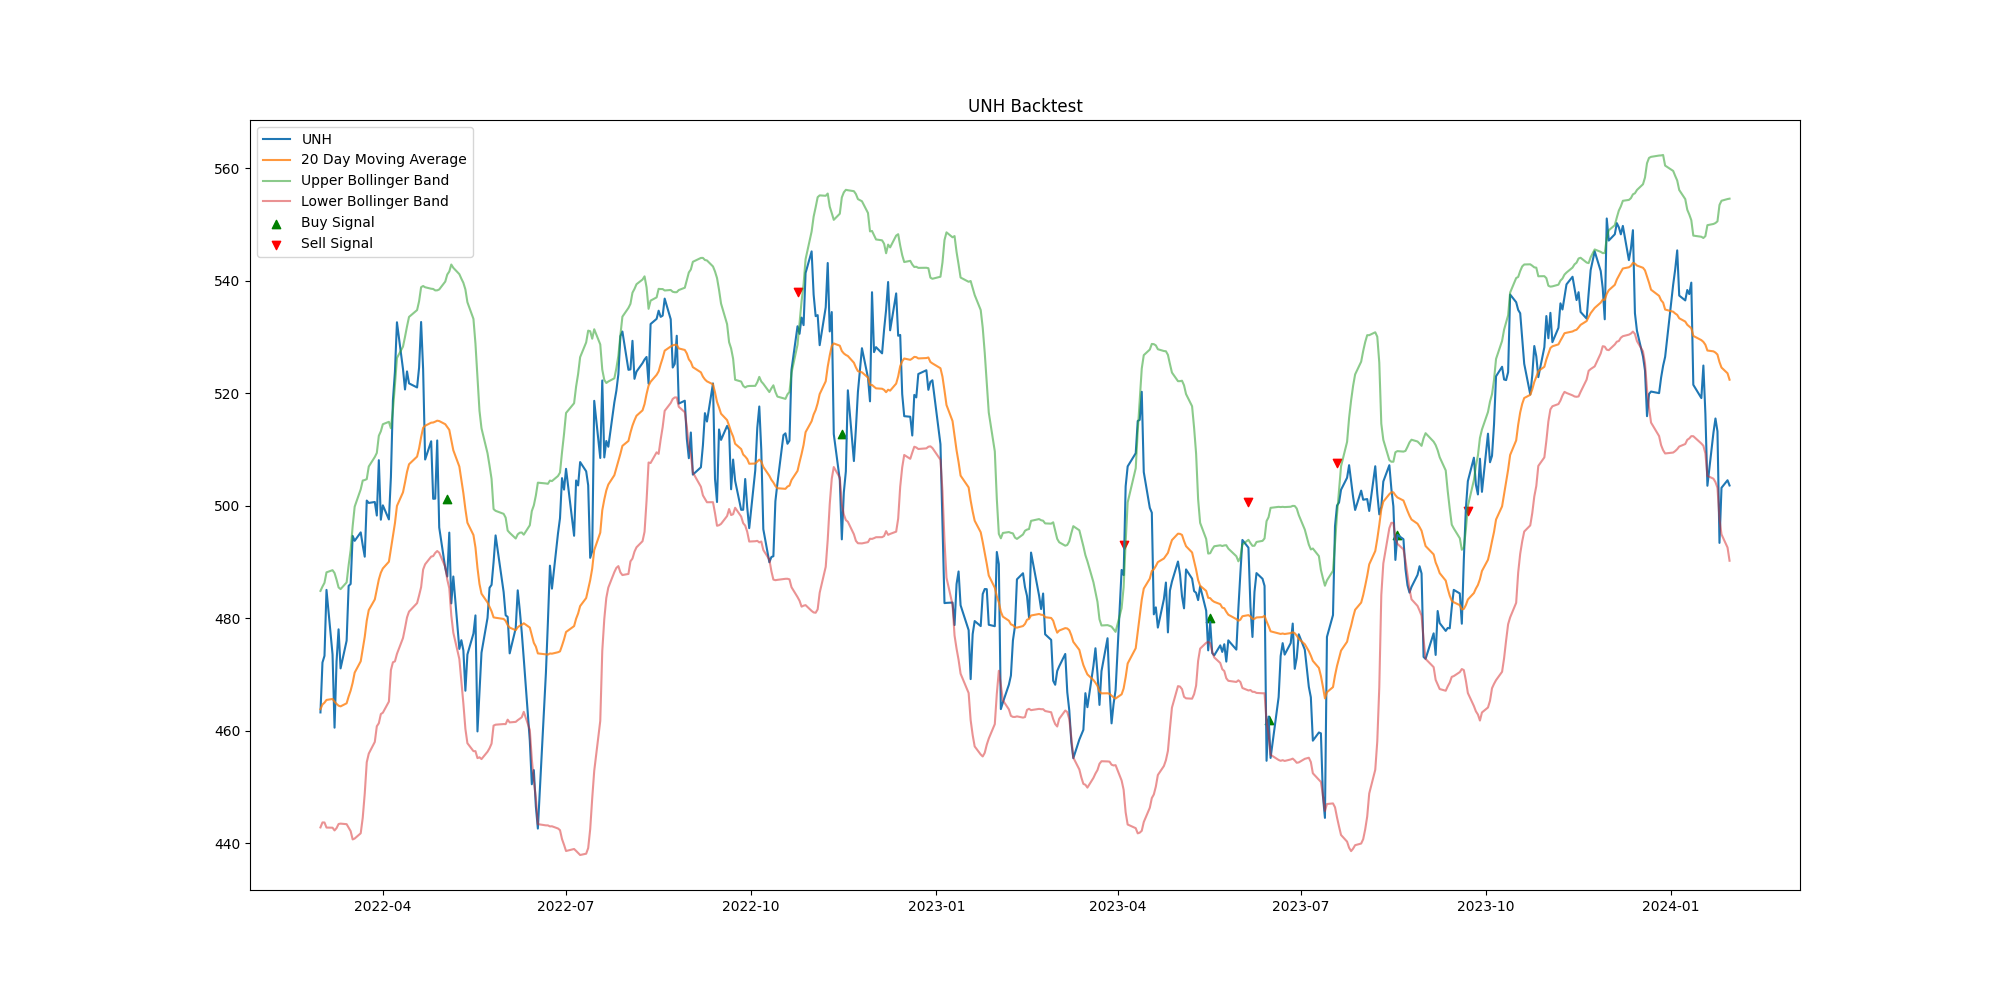 UNH Backtest
UNH
20 Day Moving Average
Upper Bollinger Band
Lower Bollinger Band
Buy Signal
Sell Signal
560
540
520
500
480
460
440
2022-04 2022-07 2022-10 2023-01 2023-04 2023-07 2023-10 2024-01